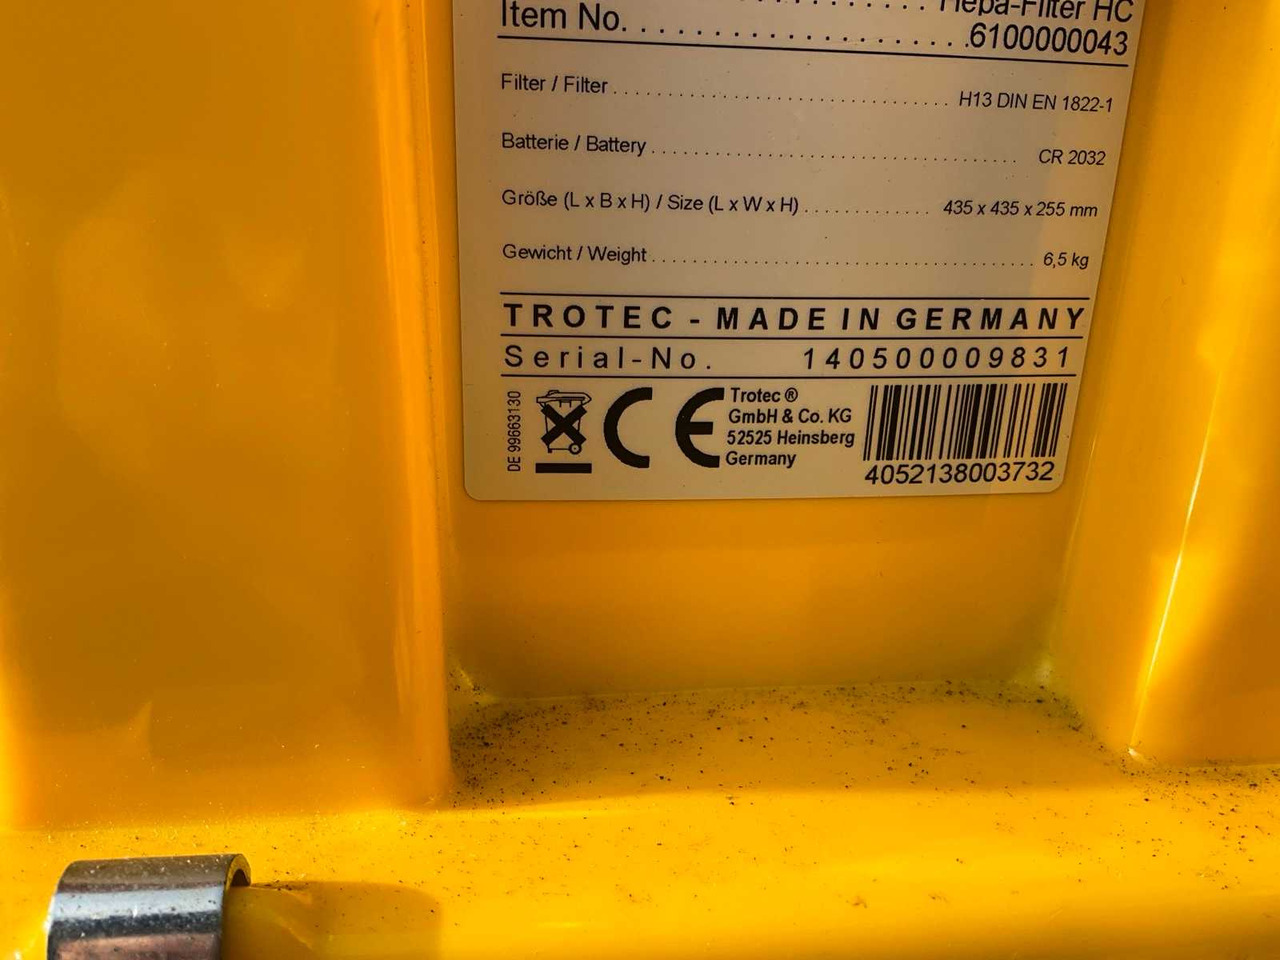 Hepa-Filter HC
Item No. 6100000043
Filter / Filter H13 DIN EN 1822-1
Batterie / Battery CR 2032
Größe (L x B x H) / Size (L x W x H) 435 x 435 x 255 mm
Gewicht / Weight 6,5 kg
TROTEC - MADE IN GERMANY
Serial-No. 140500009831
DE 99663130
CE
Trotec ®
GmbH & Co. KG
52525 Heinsberg
Germany
4052138003732